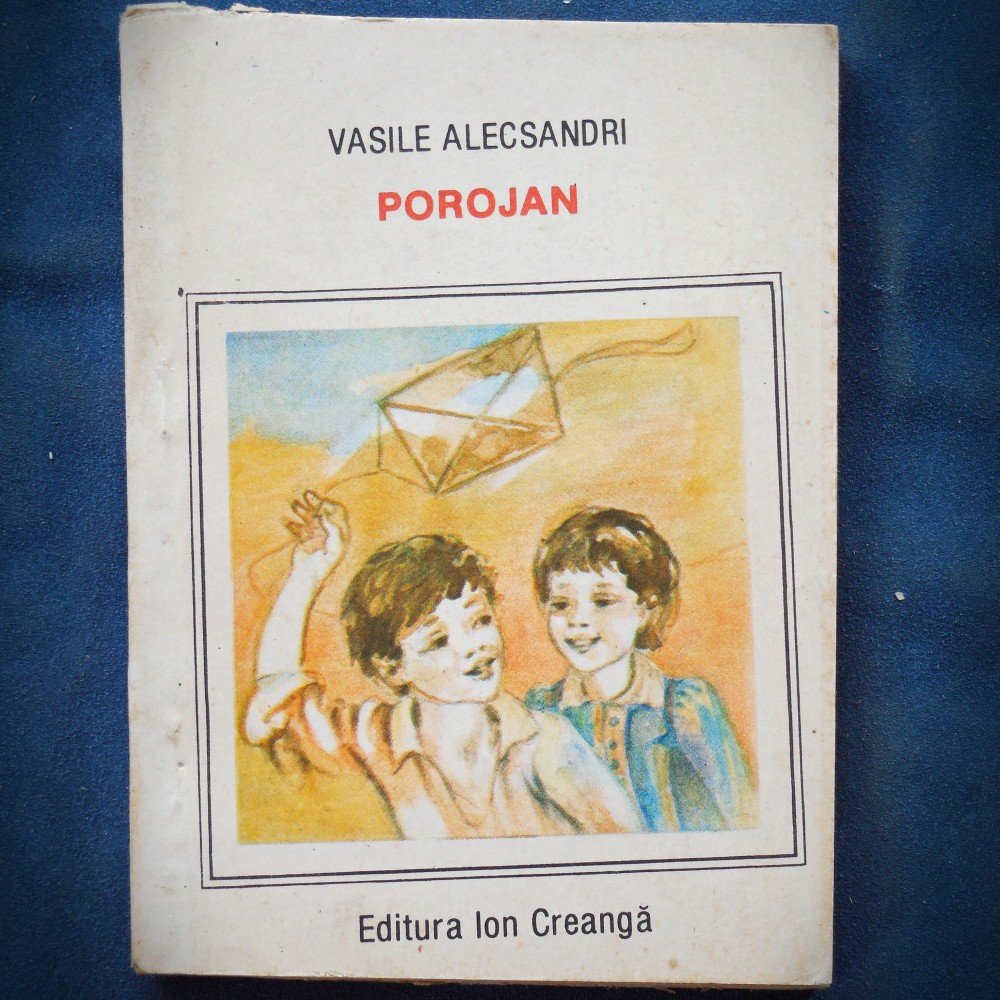 VASILE ALECSANDRI
POROJAN
Editura Ion Creangă